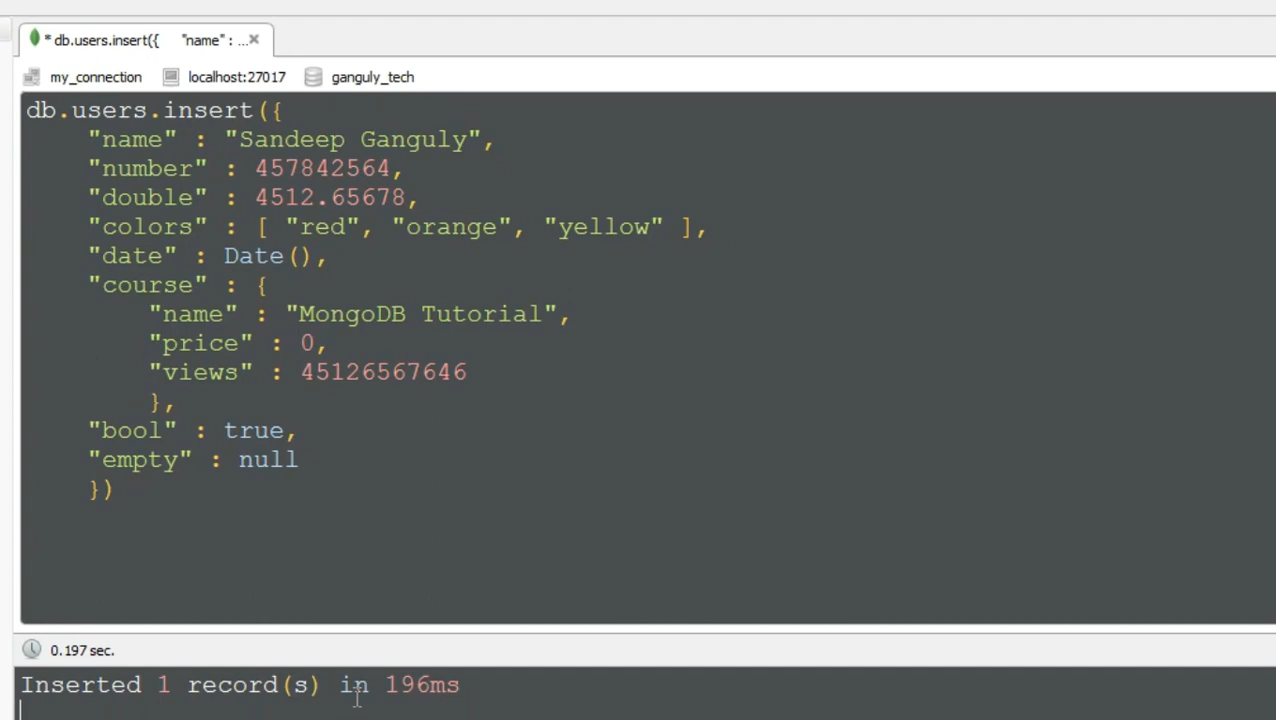 * db.users.insert({ "name" : ...
my_connection localhost:27017 ganguly_tech
db.users.insert({
"name" : "Sandeep Ganguly",
"number" : 457842564,
"double" : 4512.65678,
"colors" : [ "red", "orange", "yellow" ],
"date" : Date(),
"course" : {
"name" : "MongoDB Tutorial",
"price" : 0,
"views" : 45126567646
},
"bool" : true,
"empty" : null
})
0.197 sec.
Inserted 1 record(s) in 196ms